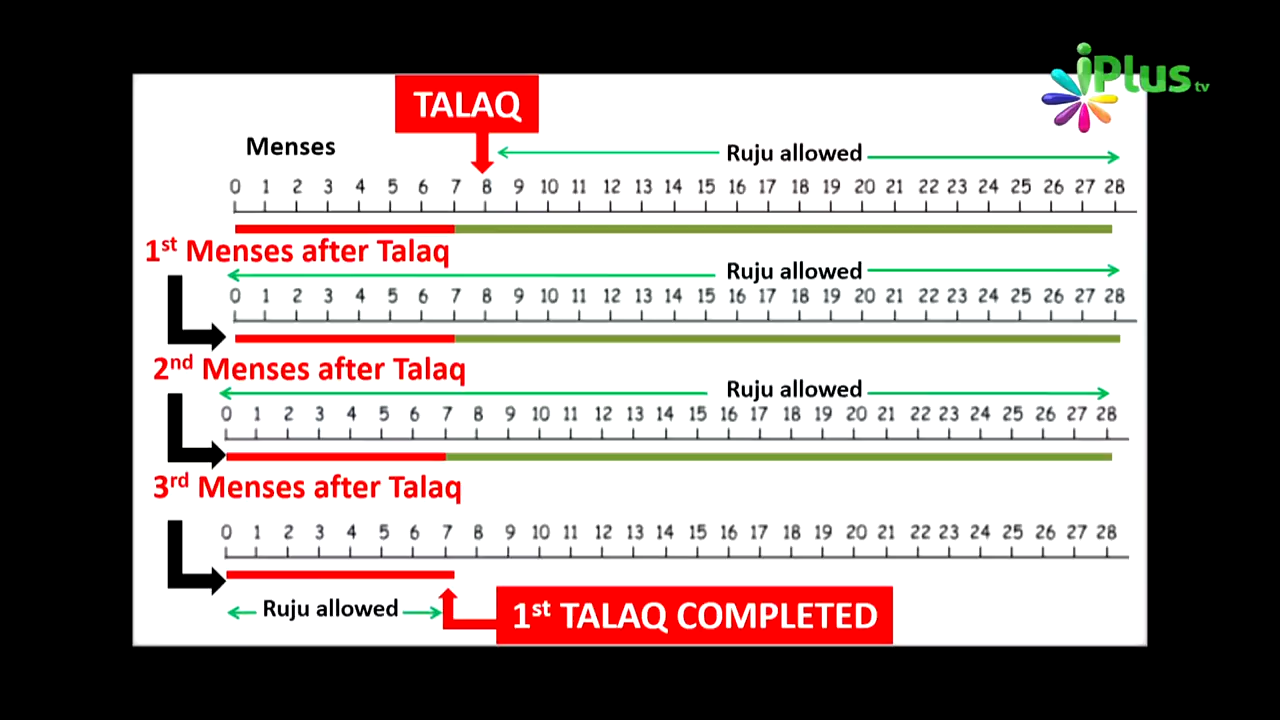 iPlus tv
TALAQ
Menses
Ruju allowed
0 1 2 3 4 5 6 7 8 9 10 11 12 13 14 15 16 17 18 19 20 21 22 23 24 25 26 27 28
1st Menses after Talaq
Ruju allowed
0 1 2 3 4 5 6 7 8 9 10 11 12 13 14 15 16 17 18 19 20 21 22 23 24 25 26 27 28
2nd Menses after Talaq
Ruju allowed
0 1 2 3 4 5 6 7 8 9 10 11 12 13 14 15 16 17 18 19 20 21 22 23 24 25 26 27 28
3rd Menses after Talaq
0 1 2 3 4 5 6 7 8 9 10 11 12 13 14 15 16 17 18 19 20 21 22 23 24 25 26 27 28
Ruju allowed
1st TALAQ COMPLETED